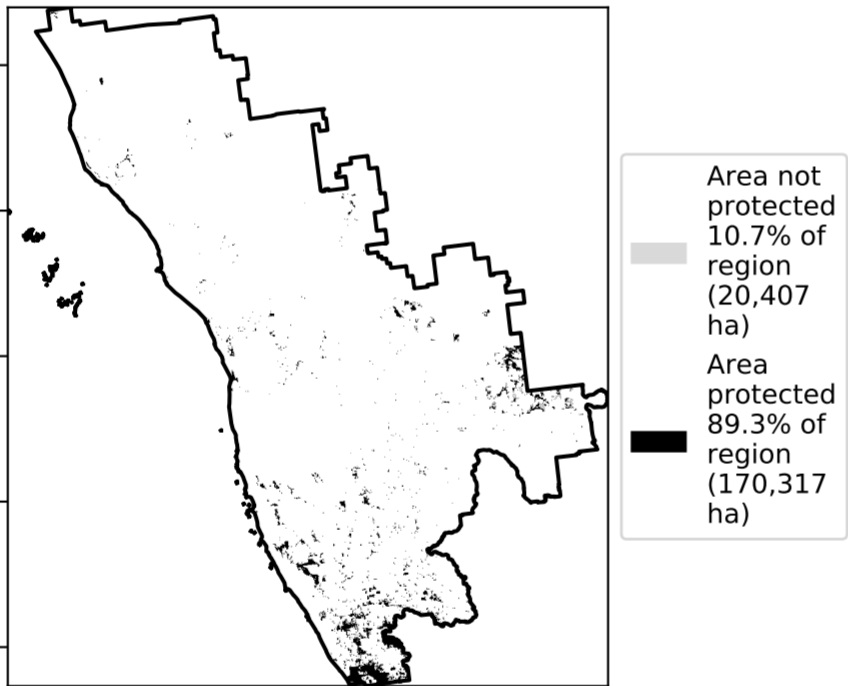 Area not
protected
10.7% of
region
(20,407
ha)
Area
protected
89.3% of
region
(170,317
ha)